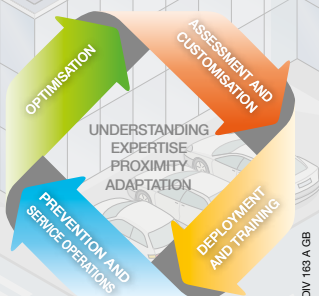 OPTIMISATION
ASSESSMENT AND
CUSTOMISATION
UNDERSTANDING
EXPERTISE
PROXIMITY
ADAPTATION
DEPLOYMENT
AND TRAINING
PREVENTION AND
SERVICE OPERATIONS
DIV 163 A GB